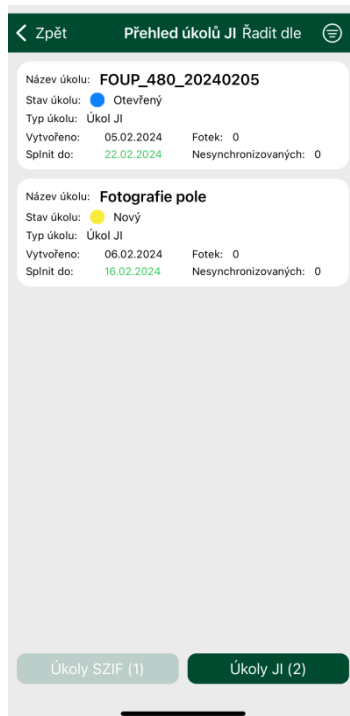 Zpět Přehled úkolů JI Řadit dle
Název úkolu: FOUP_480_20240205
Stav úkolu: Otevřený
Typ úkolu: Úkol JI
Vytvořeno: 05.02.2024 Fotek: 0
Splnit do: 22.02.2024 Nesynchronizovaných: 0
Název úkolu: Fotografie pole
Stav úkolu: Nový
Typ úkolu: Úkol JI
Vytvořeno: 06.02.2024 Fotek: 0
Splnit do: 16.02.2024 Nesynchronizovaných: 0
Úkoly SZIF (1) Úkoly JI (2)